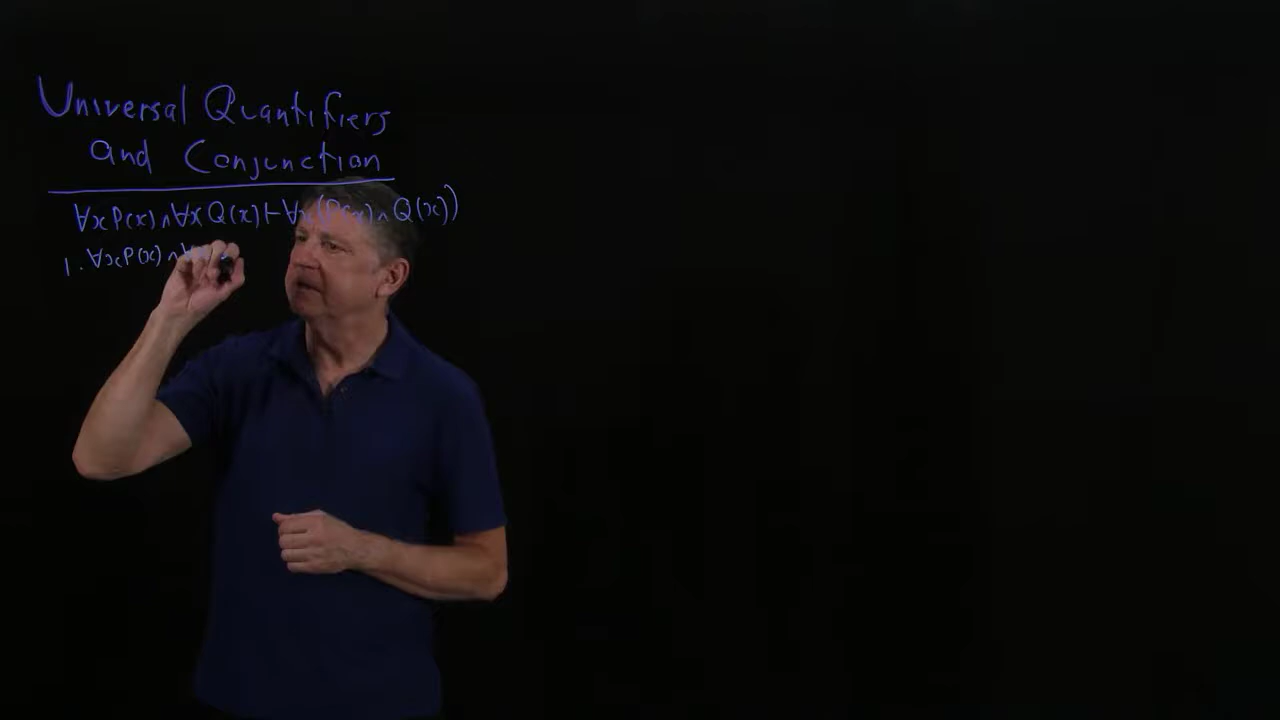 Universal Quantifiers
and Conjunction
∀x P(x) ∧ ∀x Q(x) ⊢ ∀x (P(x) ∧ Q(x))
1. ∀x P(x) ∧ ∀